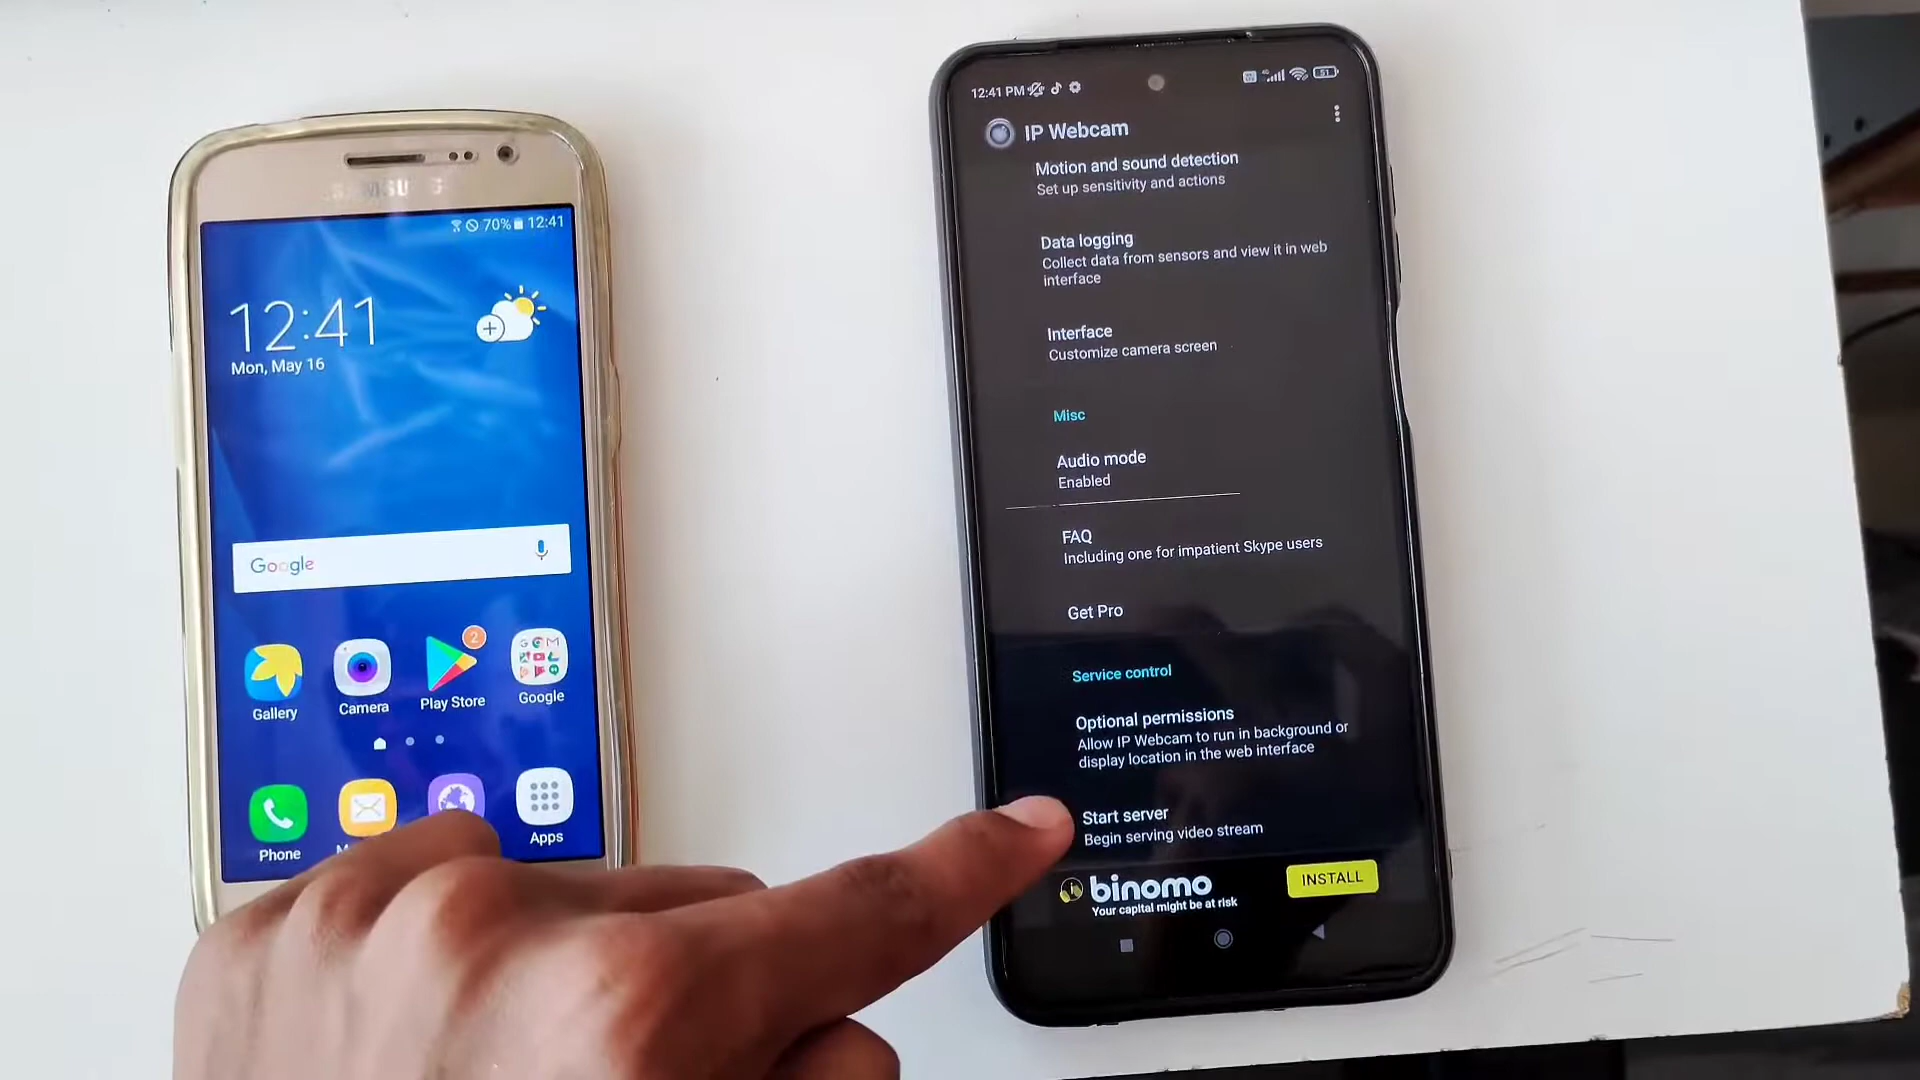 SAMSUNG
70% 12:41
12:41
Mon, May 16
Google
Gallery
Camera
Play Store
2
Google
Phone
Apps
12:41 PM
51
IP Webcam
Motion and sound detection
Set up sensitivity and actions
Data logging
Collect data from sensors and view it in web
interface
Interface
Customize camera screen
Misc
Audio mode
Enabled
FAQ
Including one for impatient Skype users
Get Pro
Service control
Optional permissions
Allow IP Webcam to run in background or
display location in the web interface
Start server
Begin serving video stream
binomo
Your capital might be at risk
INSTALL